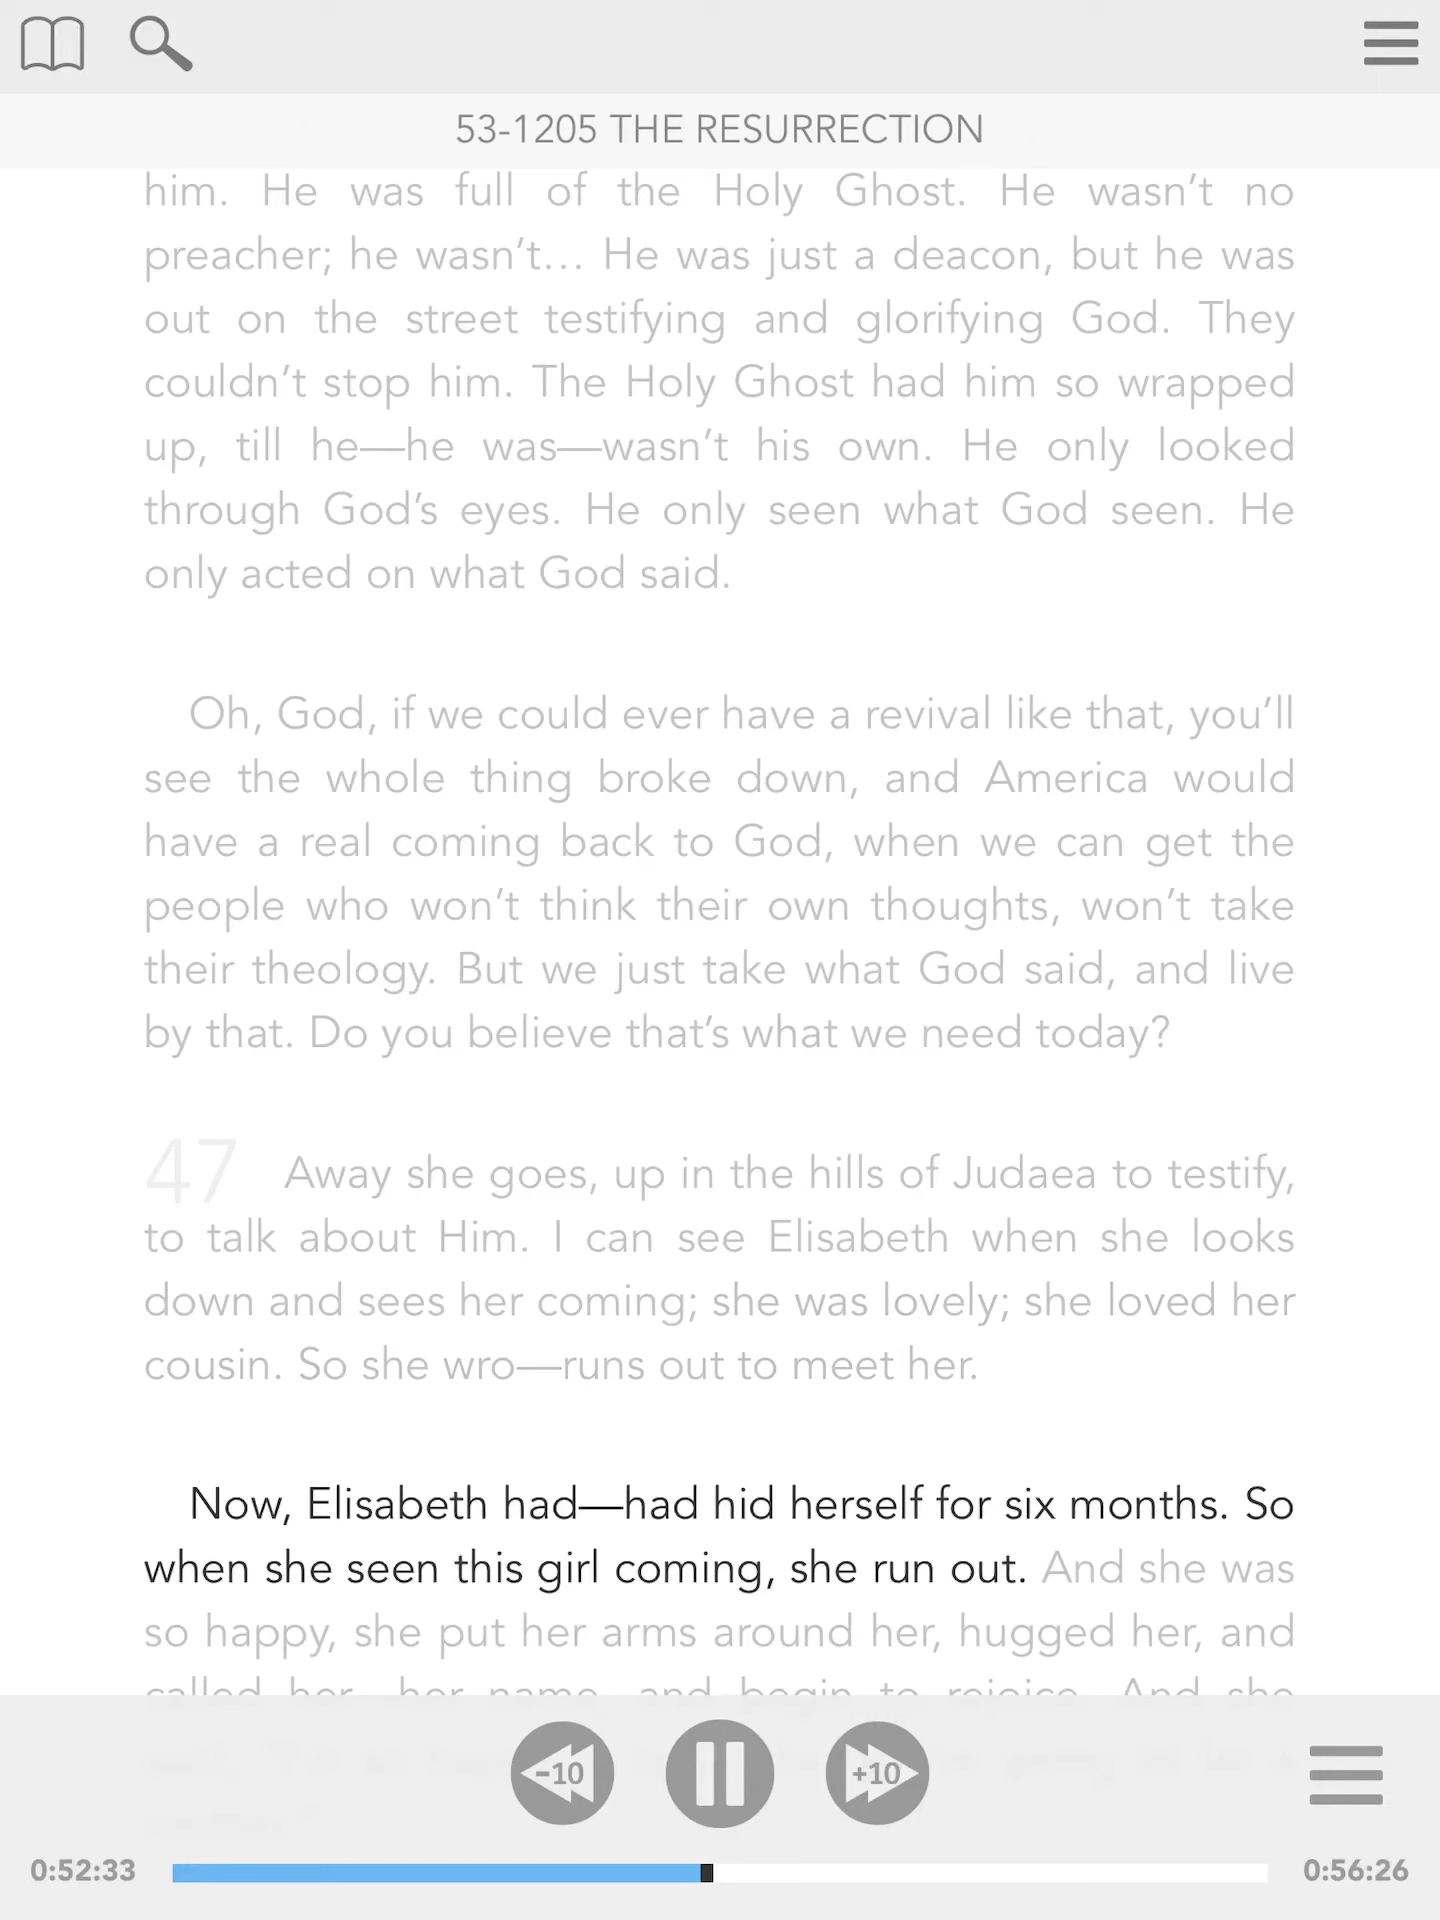 53-1205 THE RESURRECTION
him. He was full of the Holy Ghost. He wasn’t no
preacher; he wasn’t… He was just a deacon, but he was
out on the street testifying and glorifying God. They
couldn’t stop him. The Holy Ghost had him so wrapped
up, till he—he was—wasn’t his own. He only looked
through God’s eyes. He only seen what God seen. He
only acted on what God said.
Oh, God, if we could ever have a revival like that, you’ll
see the whole thing broke down, and America would
have a real coming back to God, when we can get the
people who won’t think their own thoughts, won’t take
their theology. But we just take what God said, and live
by that. Do you believe that’s what we need today?
47 Away she goes, up in the hills of Judaea to testify,
to talk about Him. I can see Elisabeth when she looks
down and sees her coming; she was lovely; she loved her
cousin. So she wro—runs out to meet her.
Now, Elisabeth had—had hid herself for six months. So
when she seen this girl coming, she run out. And she was
so happy, she put her arms around her, hugged her, and
called her—her name, and begin to rejoice. And she
-10 +10
0:52:33 0:56:26